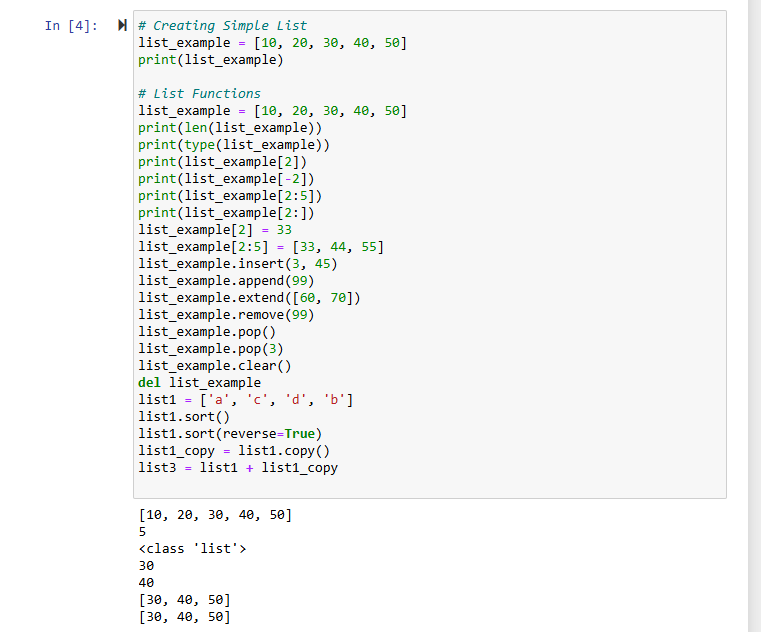 In [4]:
# Creating Simple List
list_example = [10, 20, 30, 40, 50]
print(list_example)
# List Functions
list_example = [10, 20, 30, 40, 50]
print(len(list_example))
print(type(list_example))
print(list_example[2])
print(list_example[-2])
print(list_example[2:5])
print(list_example[2:])
list_example[2] = 33
list_example[2:5] = [33, 44, 55]
list_example.insert(3, 45)
list_example.append(99)
list_example.extend([60, 70])
list_example.remove(99)
list_example.pop()
list_example.pop(3)
list_example.clear()
del list_example
list1 = ['a', 'c', 'd', 'b']
list1.sort()
list1.sort(reverse=True)
list1_copy = list1.copy()
list3 = list1 + list1_copy
[10, 20, 30, 40, 50]
5
<class 'list'>
30
40
[30, 40, 50]
[30, 40, 50]